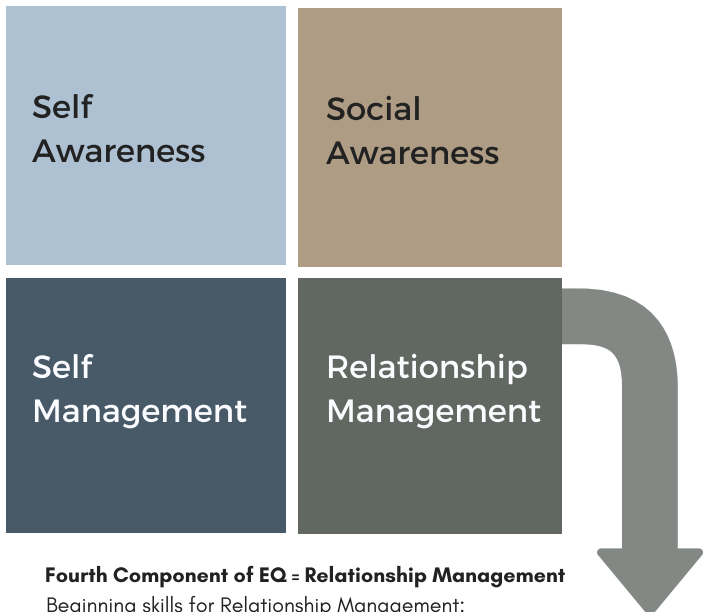 Self
Awareness
Social
Awareness
Self
Management
Relationship
Management
Fourth Component of EQ = Relationship Management
Beginning skills for Relationship Management: